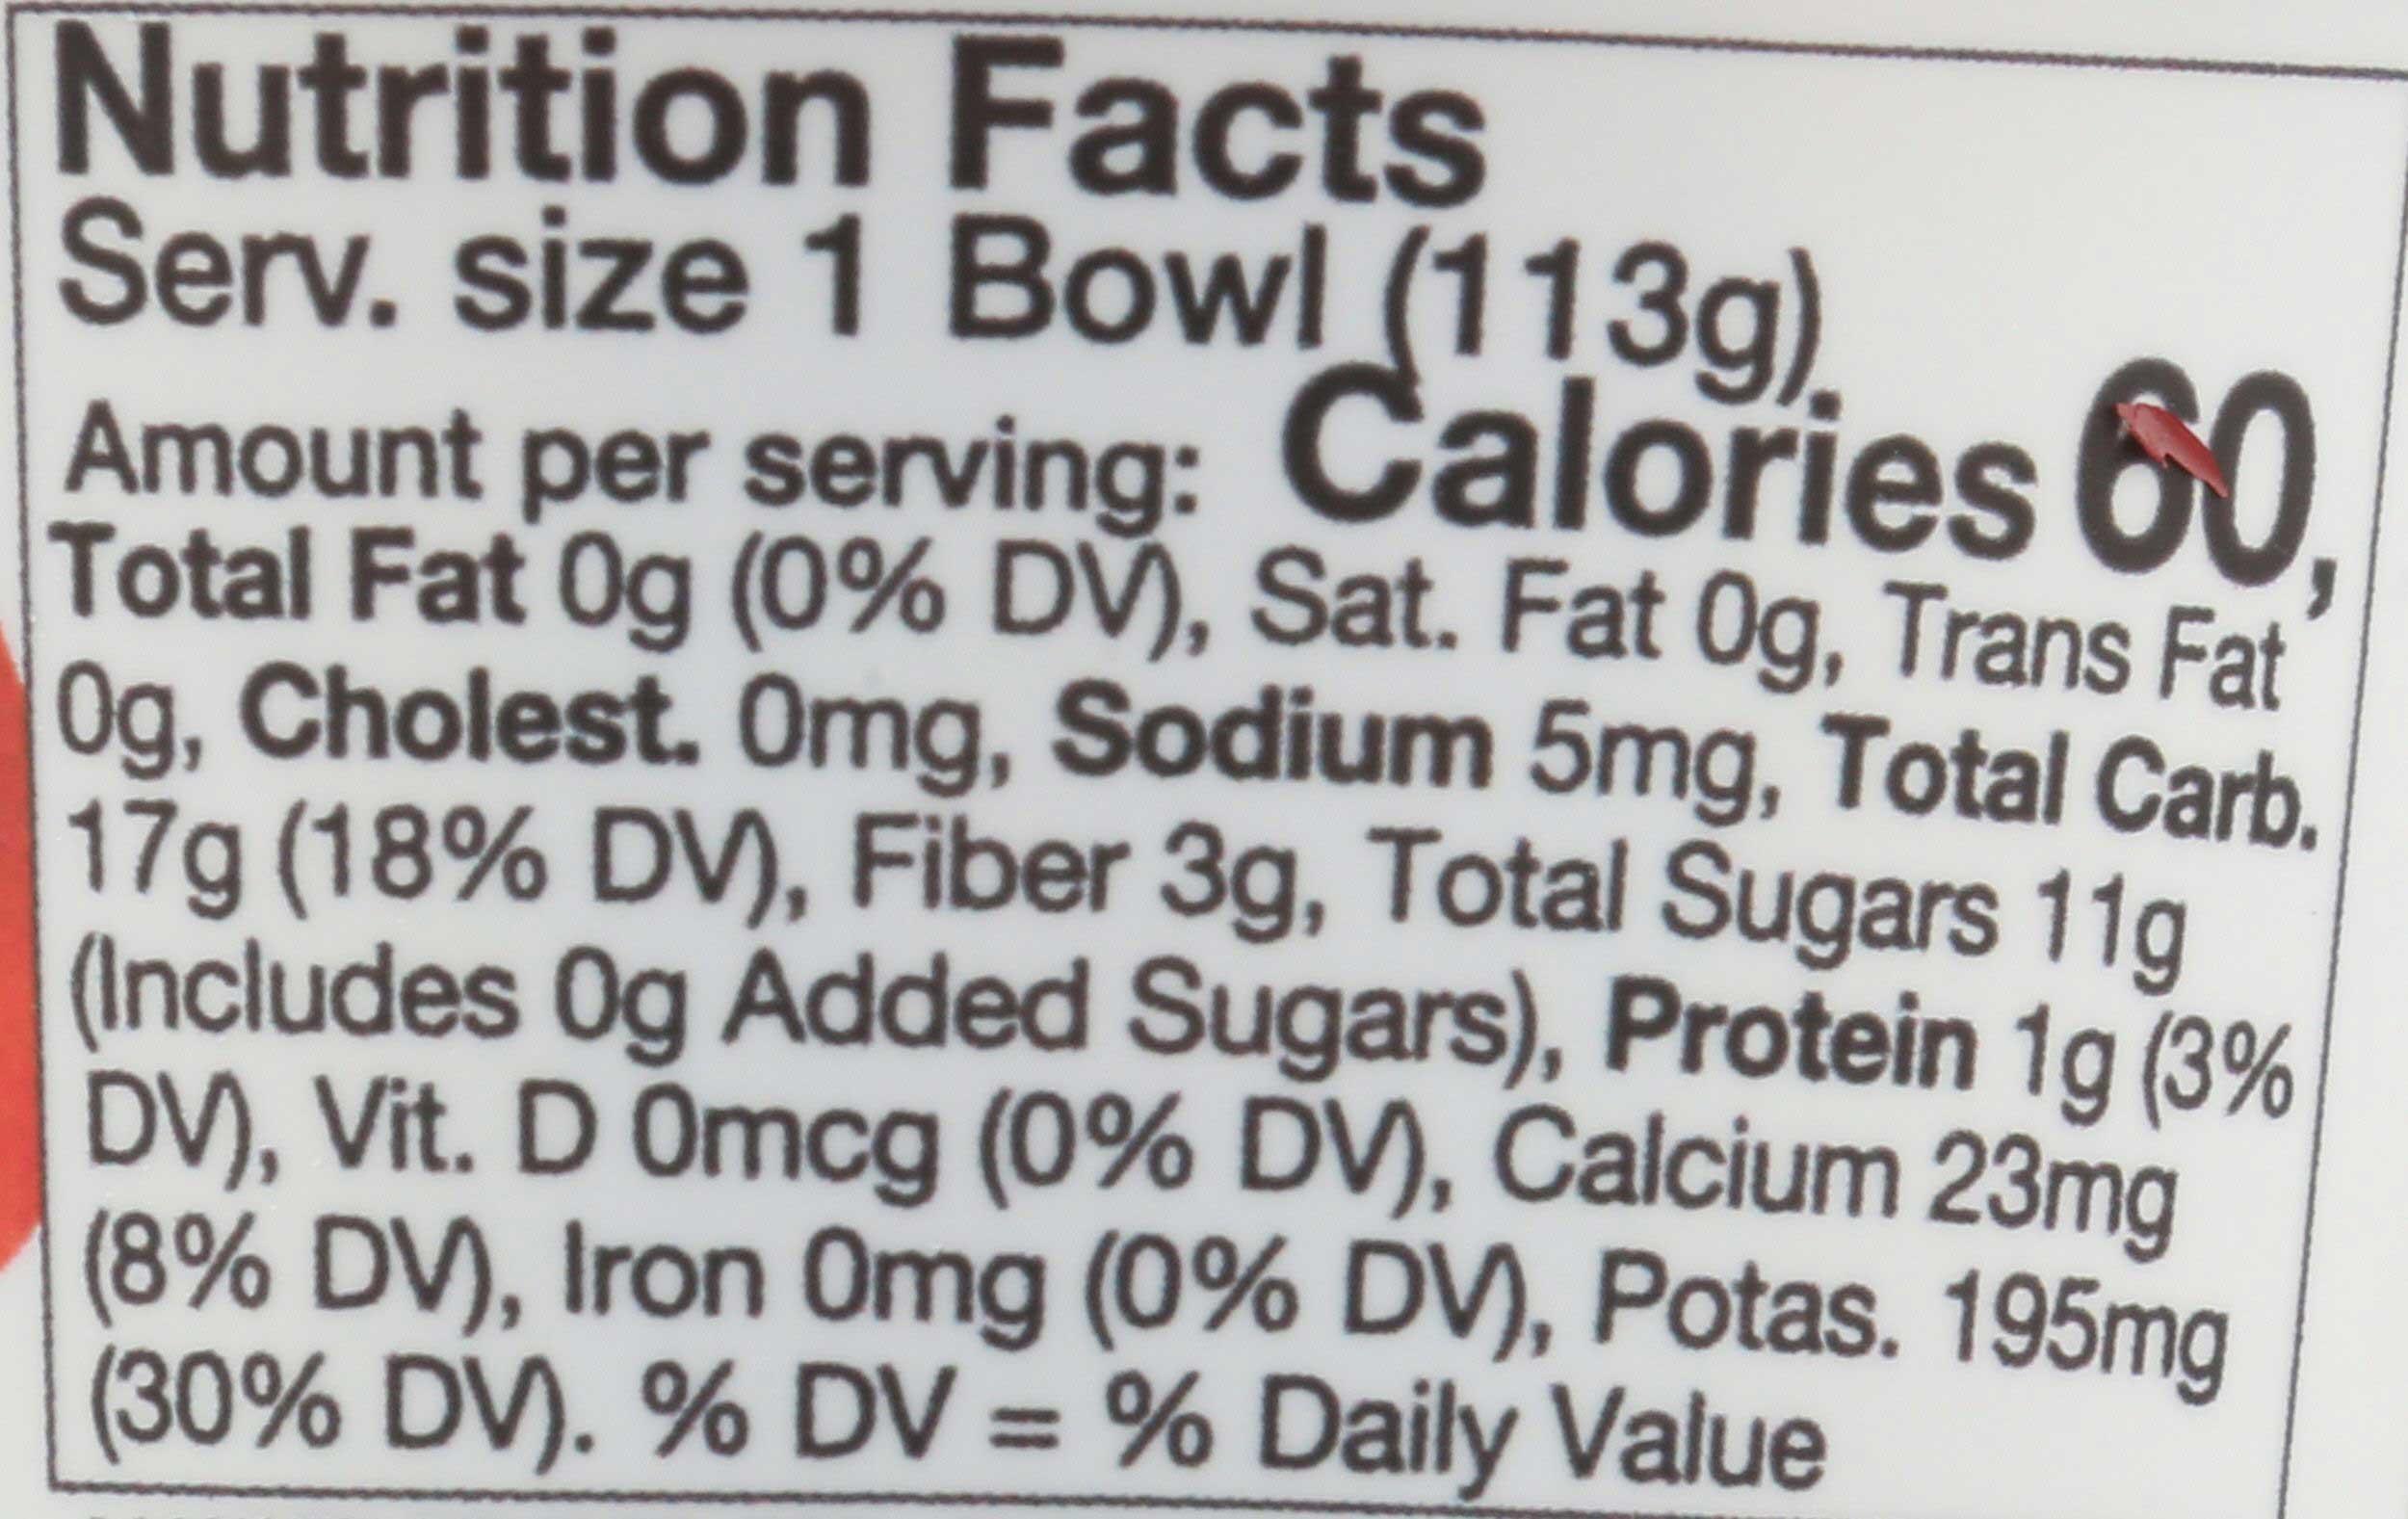 Nutrition Facts
Serv. size 1 Bowl (113g)
Amount per serving: Calories 60,
Total Fat 0g (0% DV), Sat. Fat 0g, Trans Fat
0g, Cholest. 0mg, Sodium 5mg, Total Carb.
17g (18% DV), Fiber 3g, Total Sugars 11g
(Includes 0g Added Sugars), Protein 1g (3%
DV), Vit. D 0mcg (0% DV), Calcium 23mg
(8% DV), Iron 0mg (0% DV), Potas. 195mg
(30% DV). % DV = % Daily Value